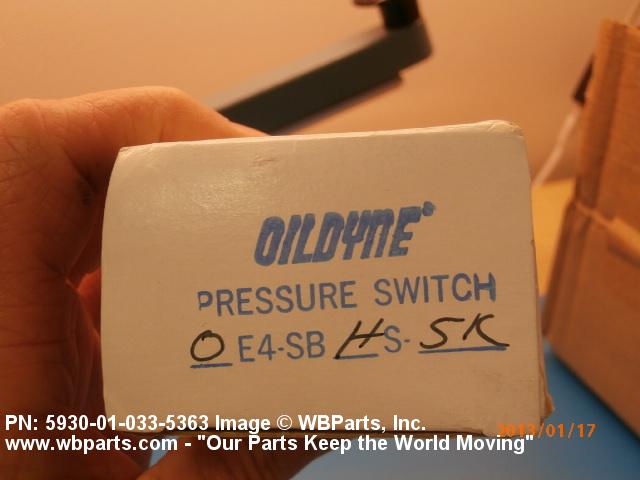 OILDYNE®
PRESSURE SWITCH
O E4-SB H S- 5K
PN: 5930-01-033-5363 Image © WBParts, Inc.
2013/01/17
www.wbparts.com - "Our Parts Keep the World Moving"